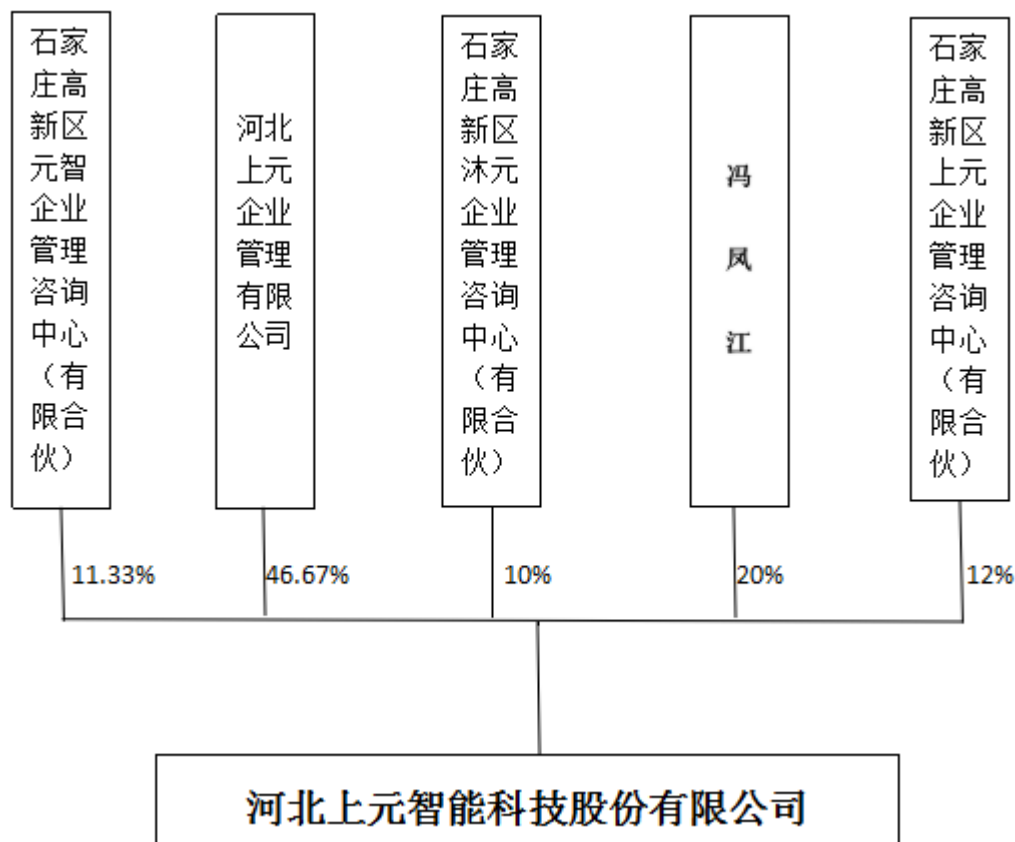 石家
庄高
新区
元智
企业
管理
咨询
中心
（有
限合
伙）
河北
上元
企业
管理
有限
公司
石家
庄高
新区
沐元
企业
管理
咨询
中心
（有
限合
伙）
冯
凤
江
石家
庄高
新区
上元
企业
管理
咨询
中心
（有
限合
伙）
11.33%
46.67%
10%
20%
12%
河北上元智能科技股份有限公司